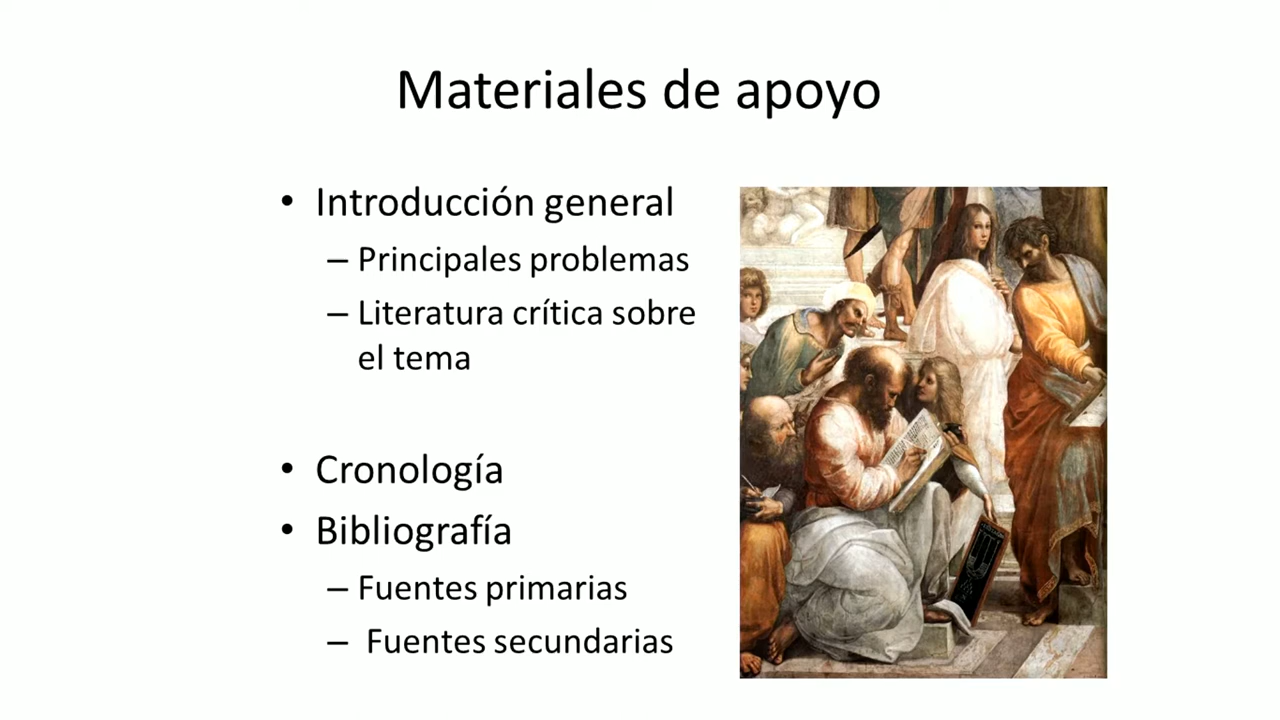 Materiales de apoyo
• Introducción general
– Principales problemas
– Literatura crítica sobre
el tema
• Cronología
• Bibliografía
– Fuentes primarias
– Fuentes secundarias